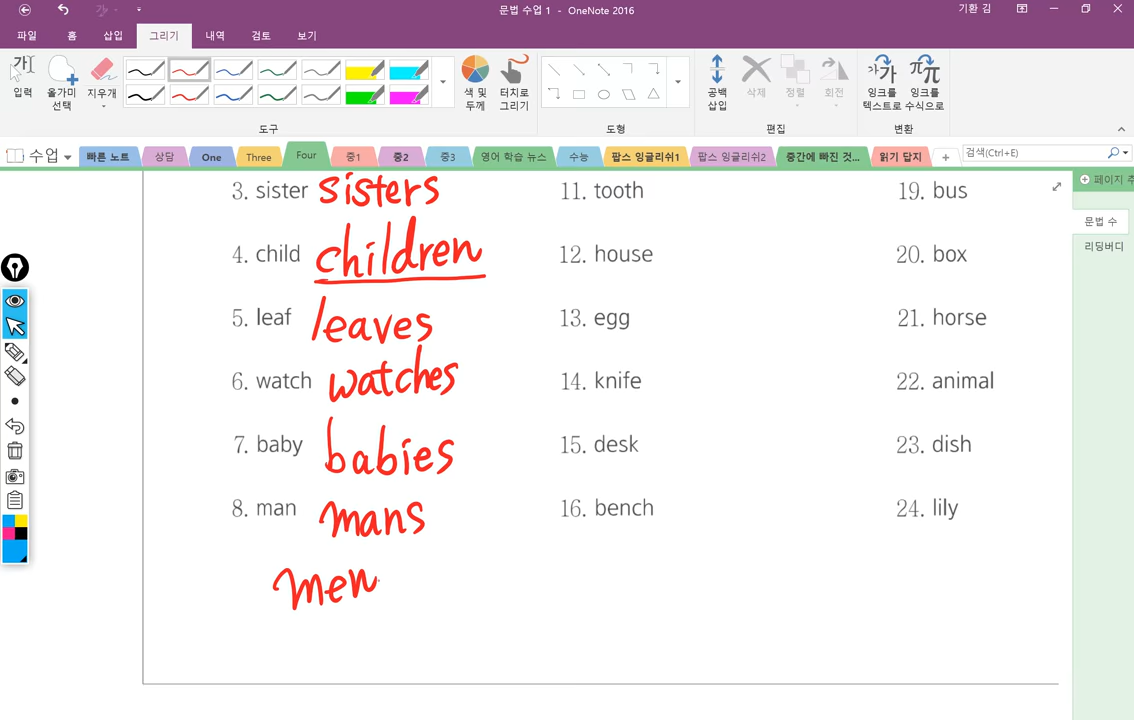 문법 수업 1 - OneNote 2016
기환 김
파일 홈 삽입 그리기 내역 검토 보기
입력
올가미 선택
지우개
색 및 두께
터치로 그리기
공백 삽입
삭제
정렬
회전
잉크를 텍스트로
잉크를 수식으로
도구 도형 편집 변환
수업 빠른 노트 상담 One Three Four 중1 중2 중3 영어 학습 뉴스 수능 팝스 잉글리쉬1 팝스 잉글리쉬2 중간에 빠진 것... 읽기 답지 검색(Ctrl+E)
페이지 추
문법 수
리딩버디
3. sister sisters
4. child children
5. leaf leaves
6. watch watches
7. baby babies
8. man mans
men
11. tooth
12. house
13. egg
14. knife
15. desk
16. bench
19. bus
20. box
21. horse
22. animal
23. dish
24. lily